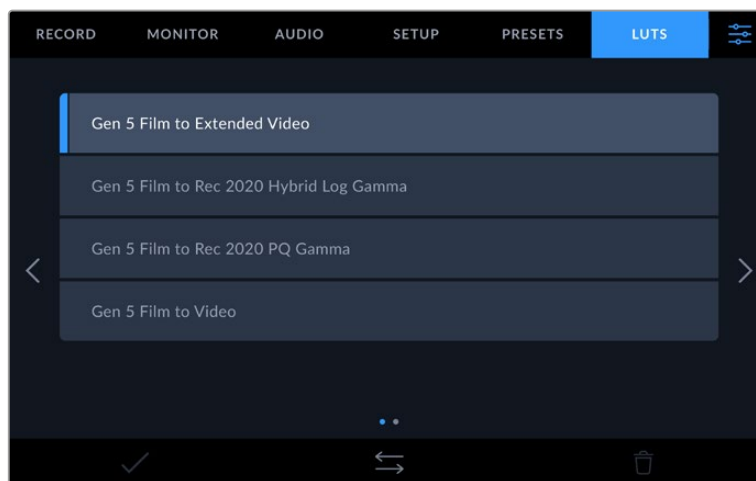 RECORD MONITOR AUDIO SETUP PRESETS LUTS
Gen 5 Film to Extended Video
Gen 5 Film to Rec 2020 Hybrid Log Gamma
Gen 5 Film to Rec 2020 PQ Gamma
Gen 5 Film to Video